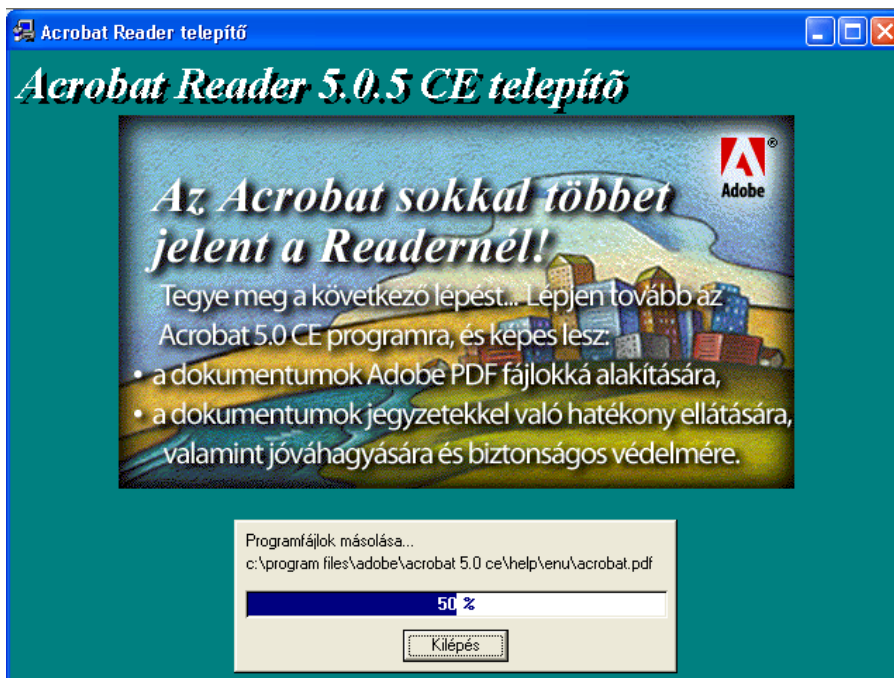 Acrobat Reader telepítő
Acrobat Reader 5.0.5 CE telepítõ
Adobe®
Az Acrobat sokkal többet
jelent a Readernél!
Tegye meg a következő lépést... Lépjen tovább az
Acrobat 5.0 CE programra, és képes lesz:
• a dokumentumok Adobe PDF fájlokká alakítására,
• a dokumentumok jegyzetekkel való hatékony ellátására,
valamint jóváhagyására és biztonságos védelmére.
Programfájlok másolása...
c:\program files\adobe\acrobat 5.0 ce\help\enu\acrobat.pdf
50 %
Kilépés